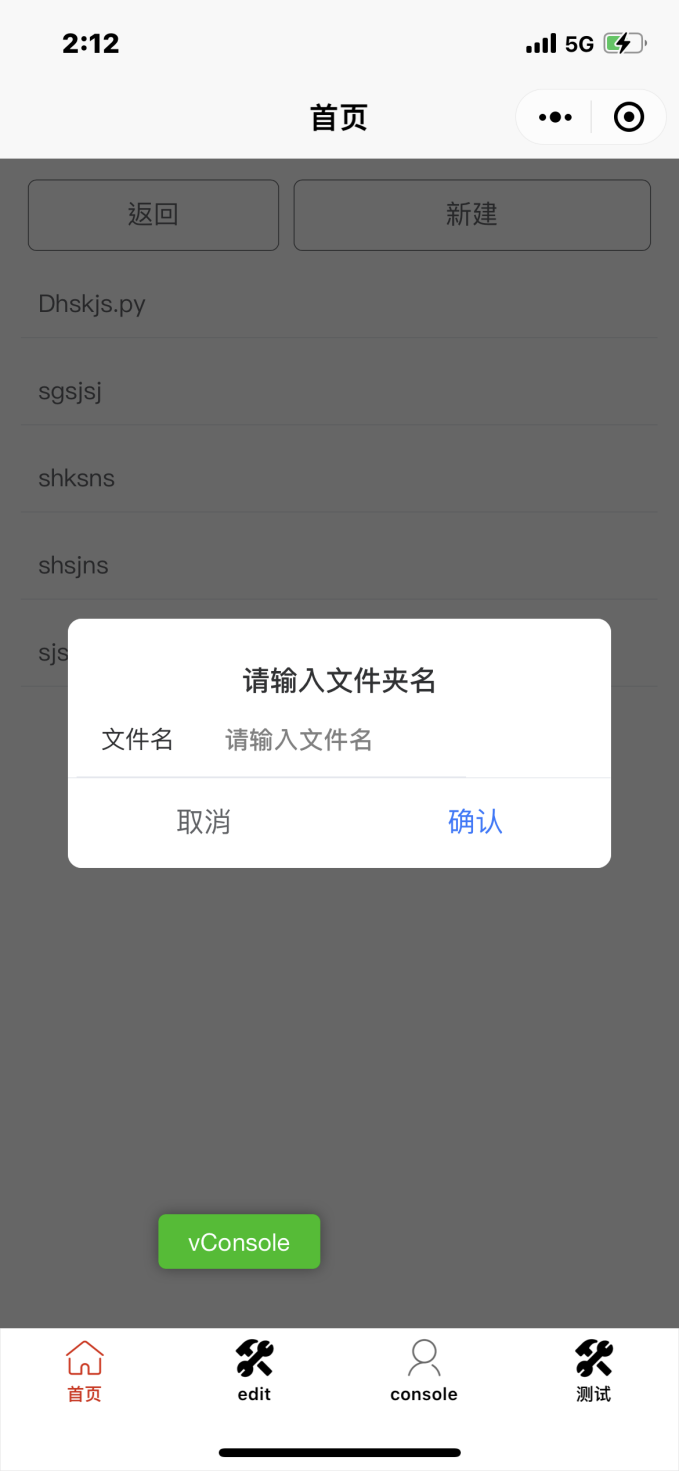 2:12
5G
首页
返回
新建
Dhskjs.py
sgsjsj
shksns
shsjns
sjs
请输入文件夹名
文件名
请输入文件名
取消
确认
vConsole
首页
edit
console
测试